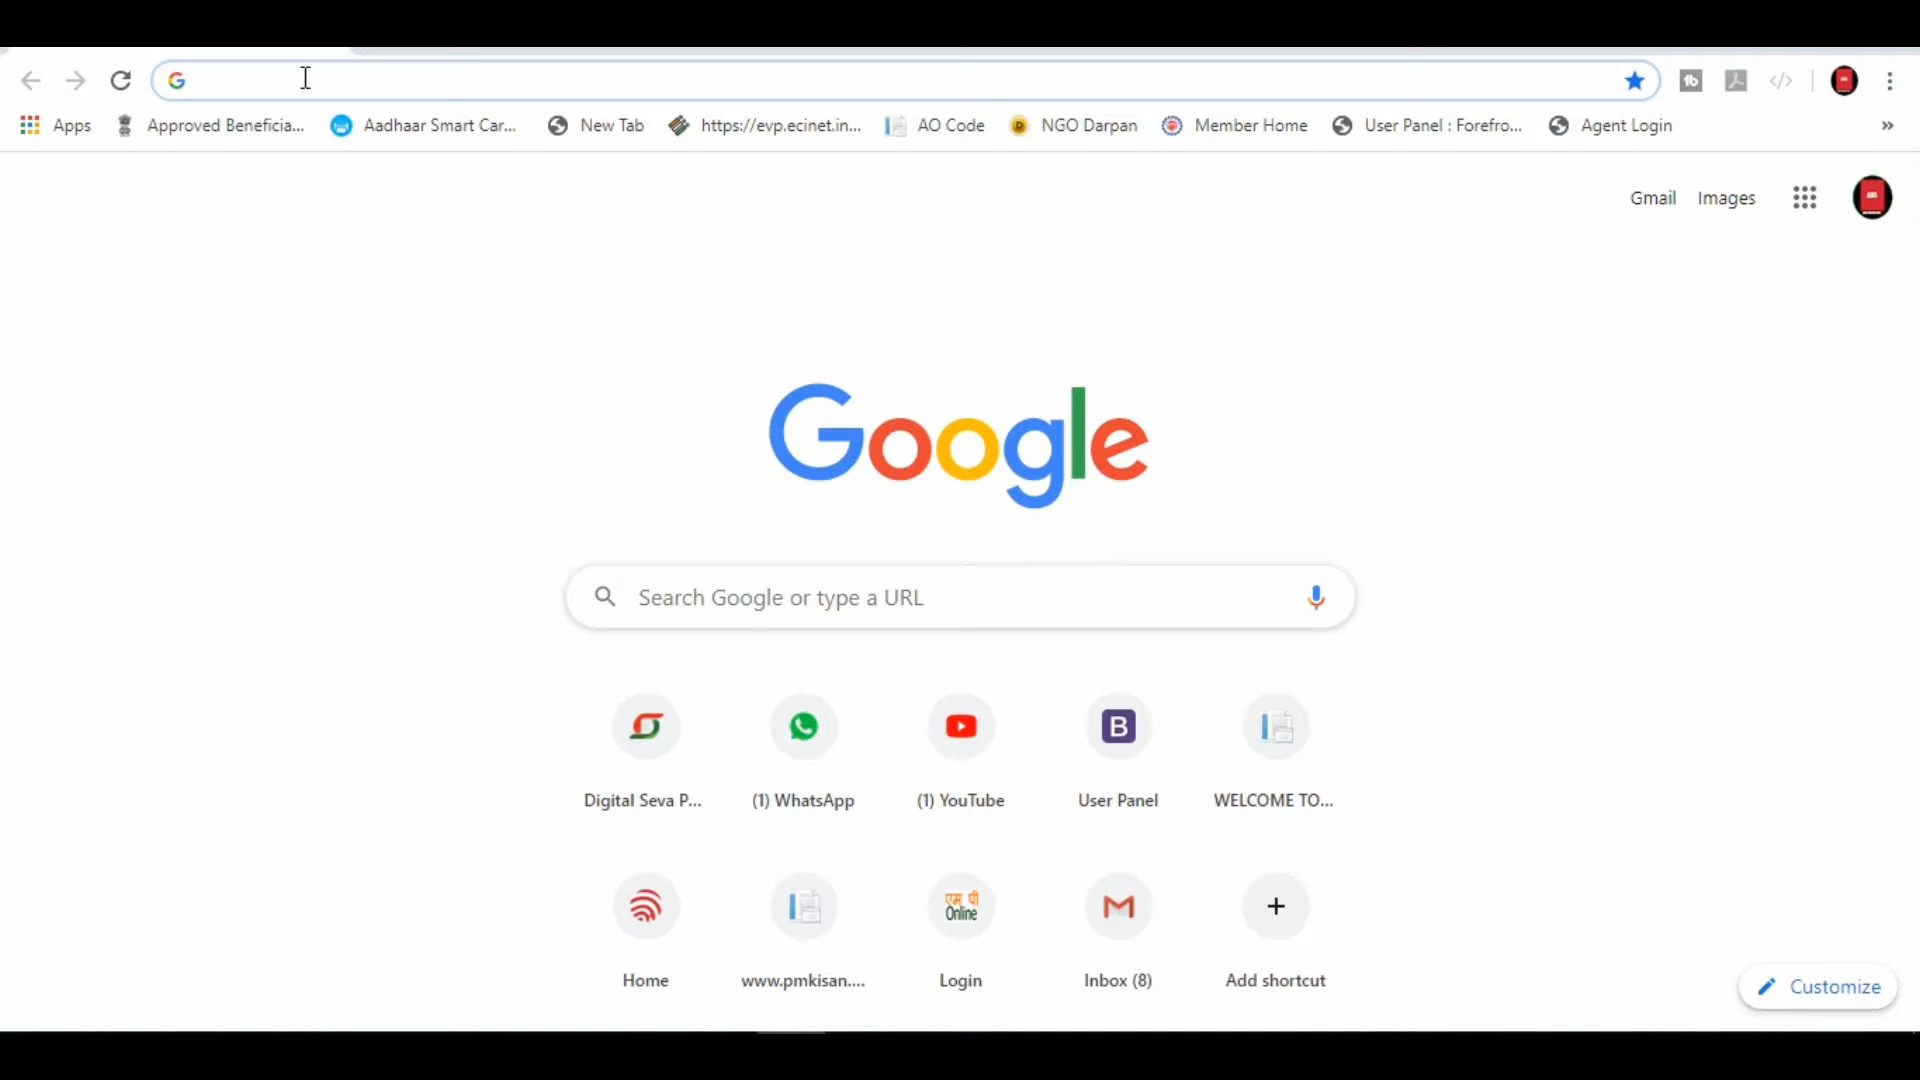 Apps Approved Beneficia... Aadhaar Smart Car... New Tab https://evp.ecinet.in... AO Code NGO Darpan Member Home User Panel : Forefro... Agent Login »
Gmail Images
Google
Search Google or type a URL
Digital Seva P... (1) WhatsApp (1) YouTube User Panel WELCOME TO...
एम पी
Online
Home www.pmkisan.... Login Inbox (8) Add shortcut
Customize